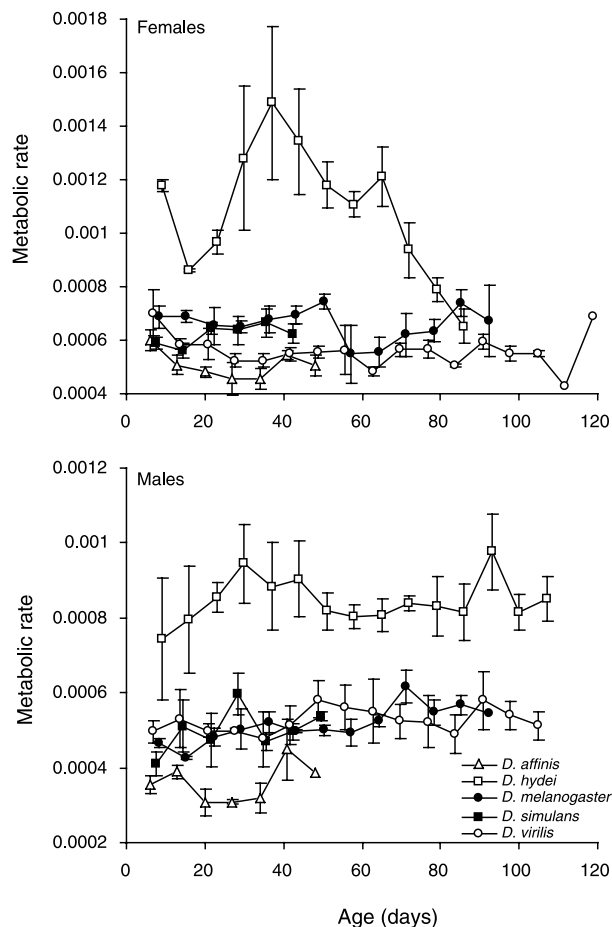 Females
0.0018
0.0016
0.0014
0.0012
0.001
0.0008
0.0006
0.0004
Metabolic rate
0 20 40 60 80 100 120
Males
0.0012
0.001
0.0008
0.0006
0.0004
0.0002
Metabolic rate
D. affinis
D. hydei
D. melanogaster
D. simulans
D. virilis
0 20 40 60 80 100 120
Age (days)